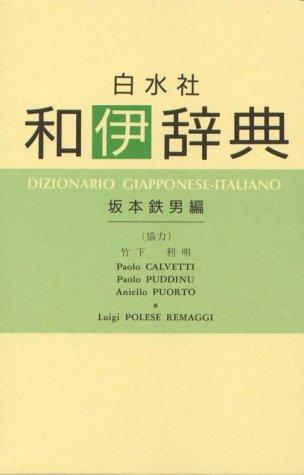 白水社
和伊辞典
DIZIONARIO GIAPPONESE-ITALIANO
坂本鉄男編
〈協力〉
竹下 利明
Paolo CALVETTI
Paolo PUDDINU
Aniello PUORTO
*
Luigi POLESE REMAGGI